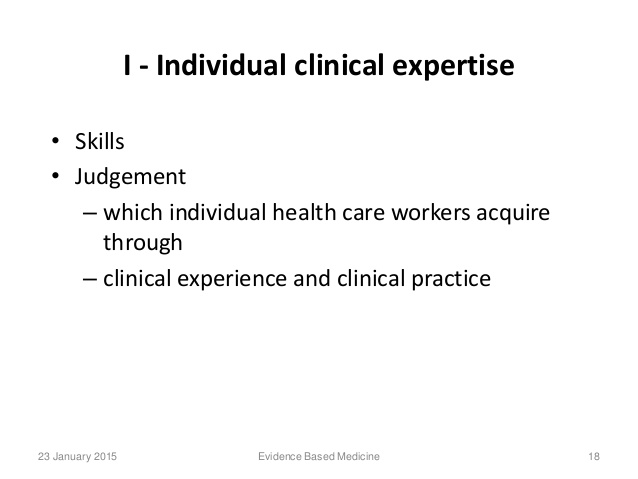 I - Individual clinical expertise
• Skills
• Judgement
– which individual health care workers acquire
through
– clinical experience and clinical practice
23 January 2015
Evidence Based Medicine
18